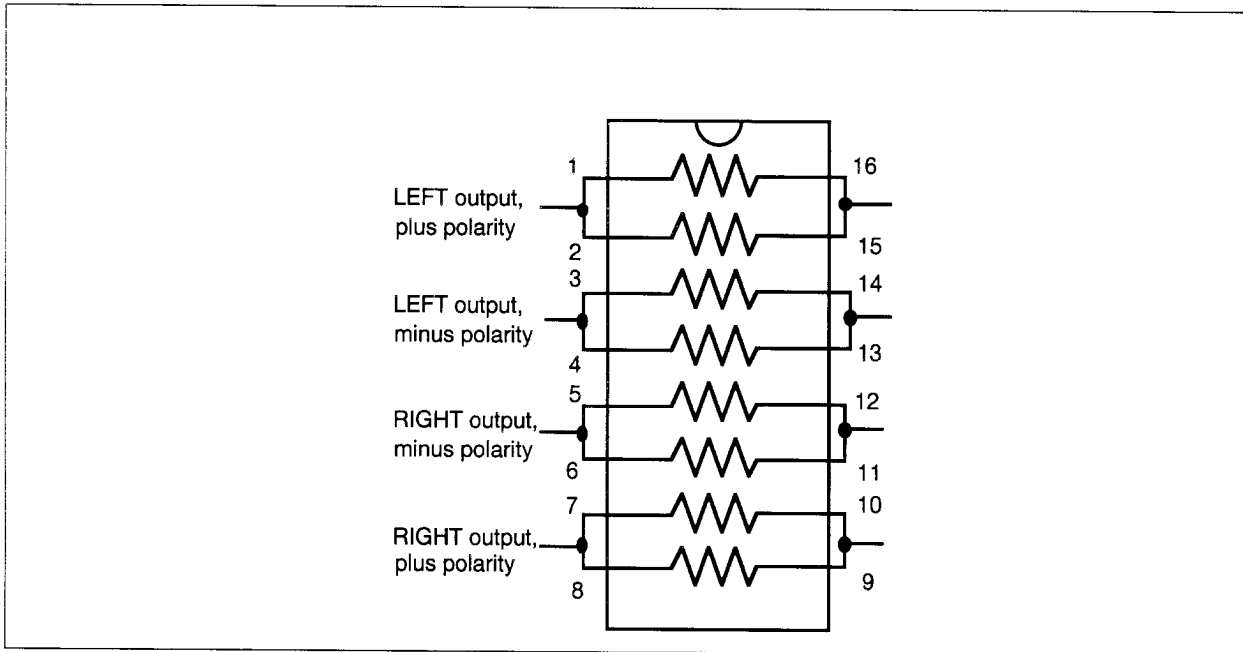 1
16
LEFT output,
plus polarity
2
15
3
14
LEFT output,
minus polarity
4
13
5
12
RIGHT output,
minus polarity
6
11
7
10
RIGHT output,
plus polarity
8
9